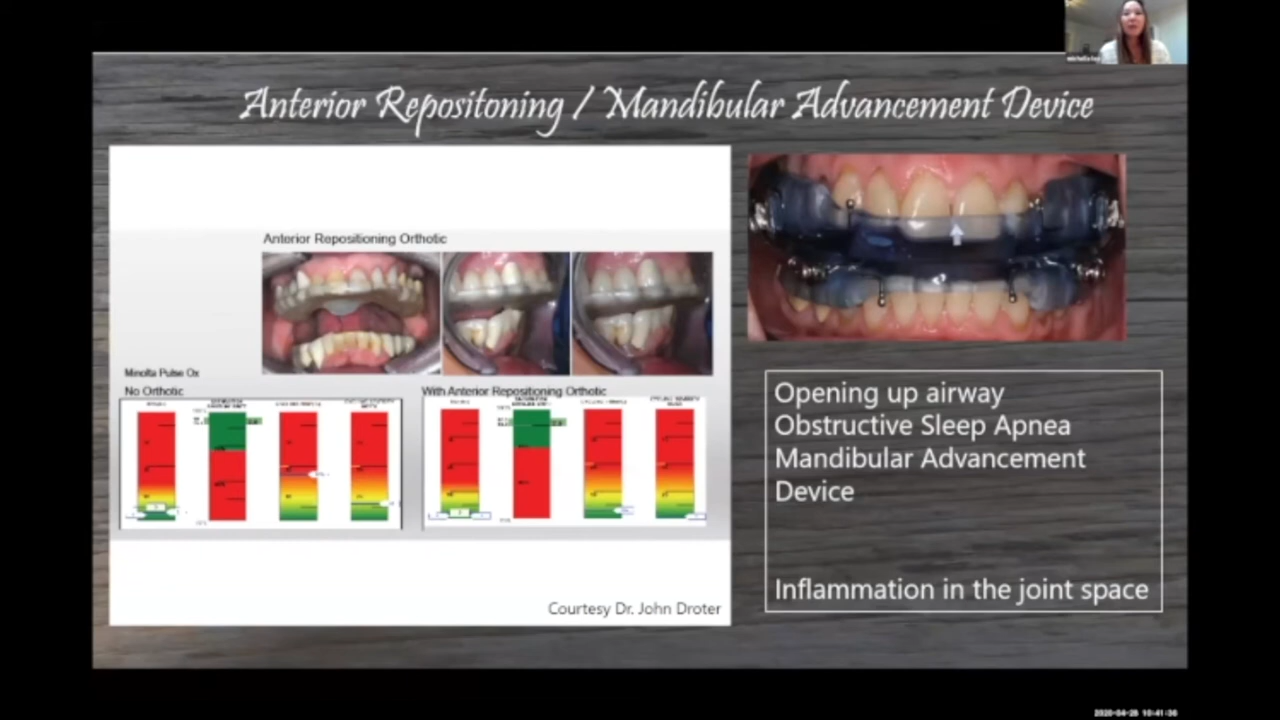 Anterior Repositoning / Mandibular Advancement Device
Anterior Repositioning Orthotic
Minolta Pulse Ox
No Orthotic
With Anterior Repositioning Orthotic
Courtesy Dr. John Droter
Opening up airway
Obstructive Sleep Apnea
Mandibular Advancement
Device
Inflammation in the joint space